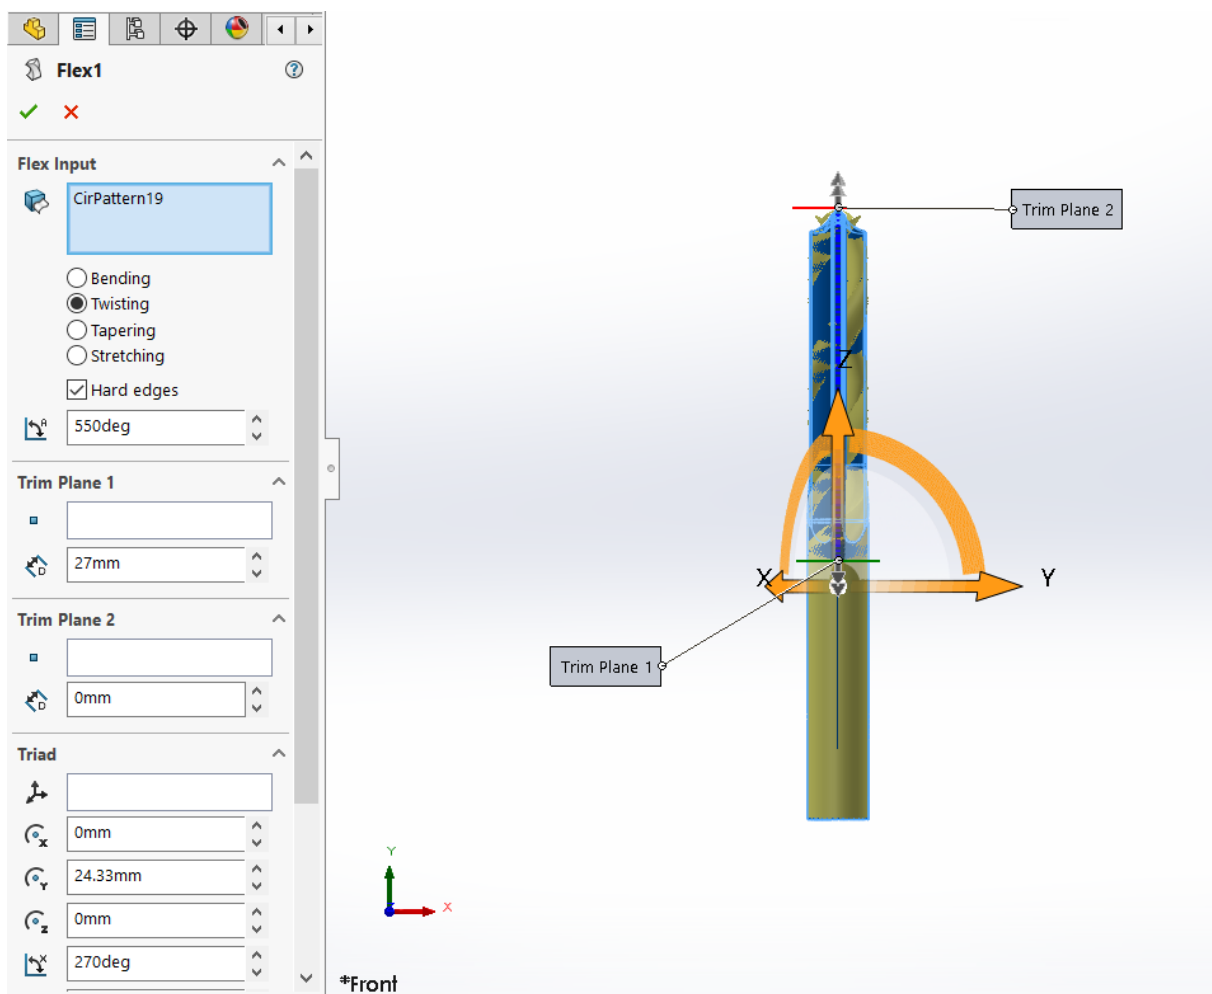 Flex1
Flex Input
CirPattern19
Bending
Twisting
Tapering
Stretching
Hard edges
550deg
Trim Plane 1
27mm
Trim Plane 2
0mm
Triad
0mm
24.33mm
0mm
270deg
Trim Plane 2
Z
X
Y
Trim Plane 1
Y
X
*Front